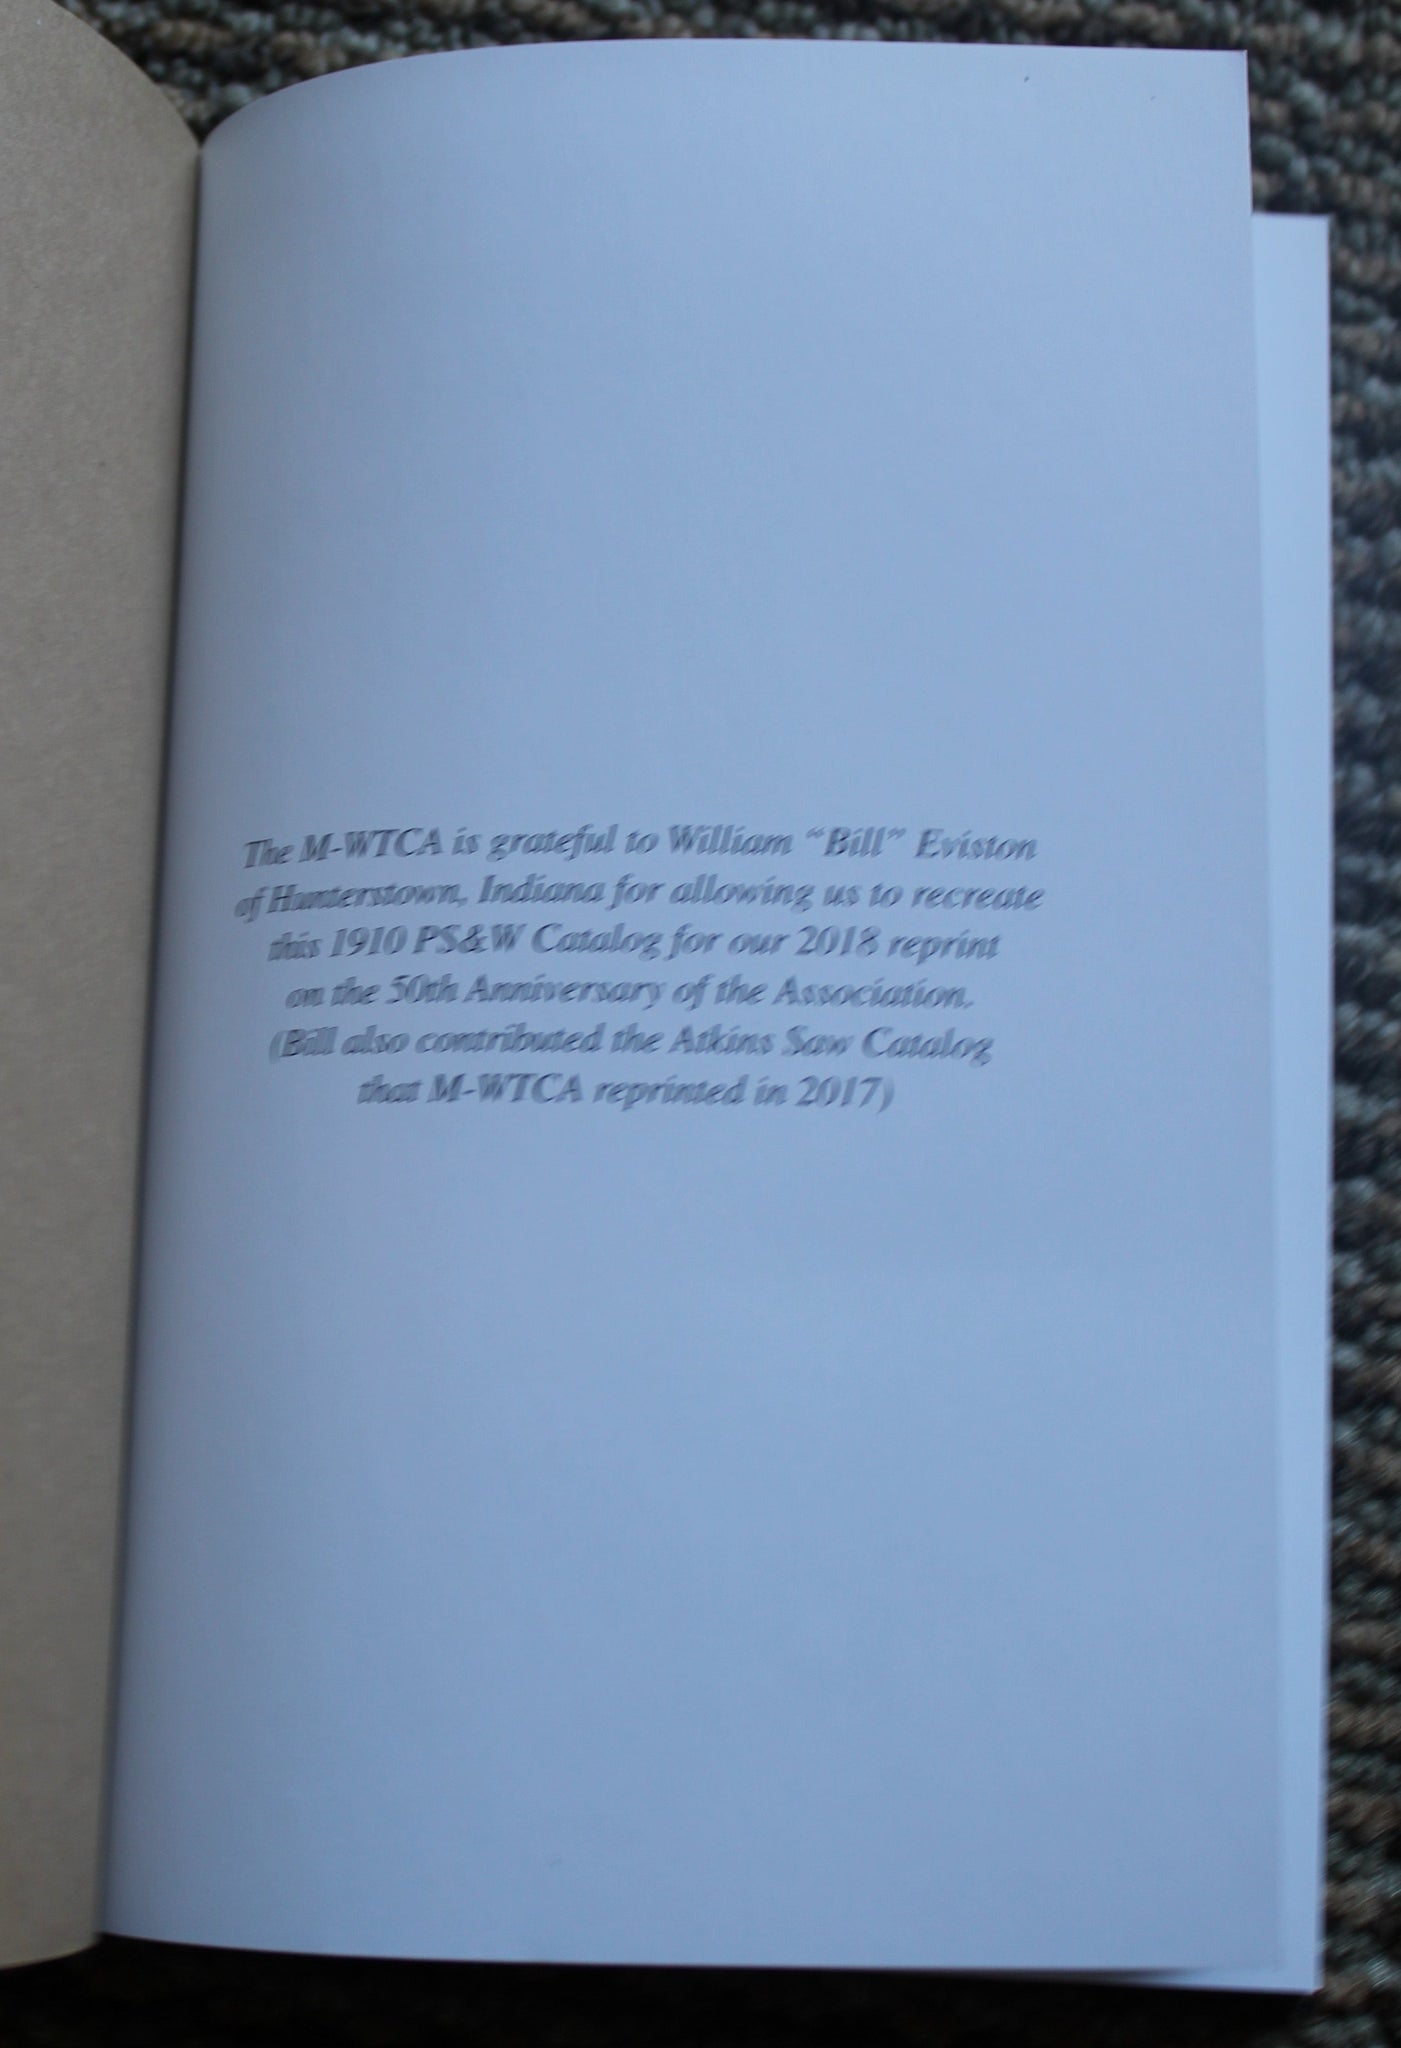 The M-WTCA is grateful to William “Bill” Eviston
of Hunterstown, Indiana for allowing us to recreate
this 1910 PS&W Catalog for our 2018 reprint
on the 50th Anniversary of the Association.
(Bill also contributed the Atkins Saw Catalog
that M-WTCA reprinted in 2017)